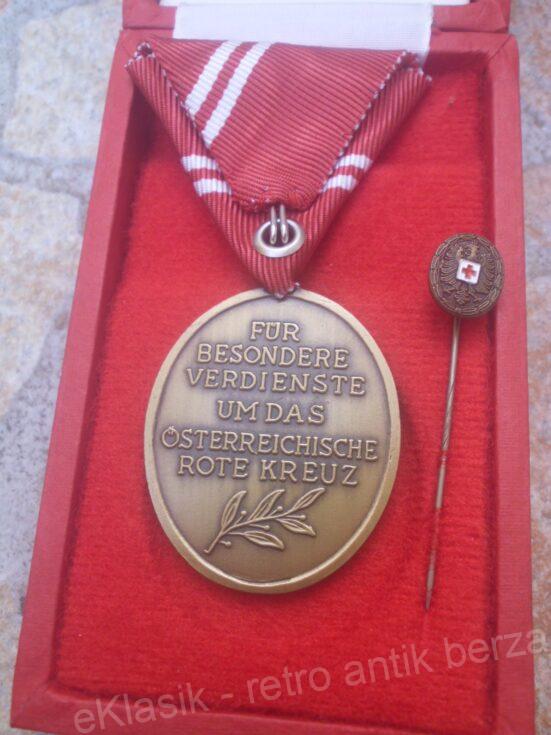 FÜR
BESONDERE
VERDIENSTE
UM DAS
ÖSTERREICHISCHE
ROTE KREUZ
eKlasik - retro antik berza